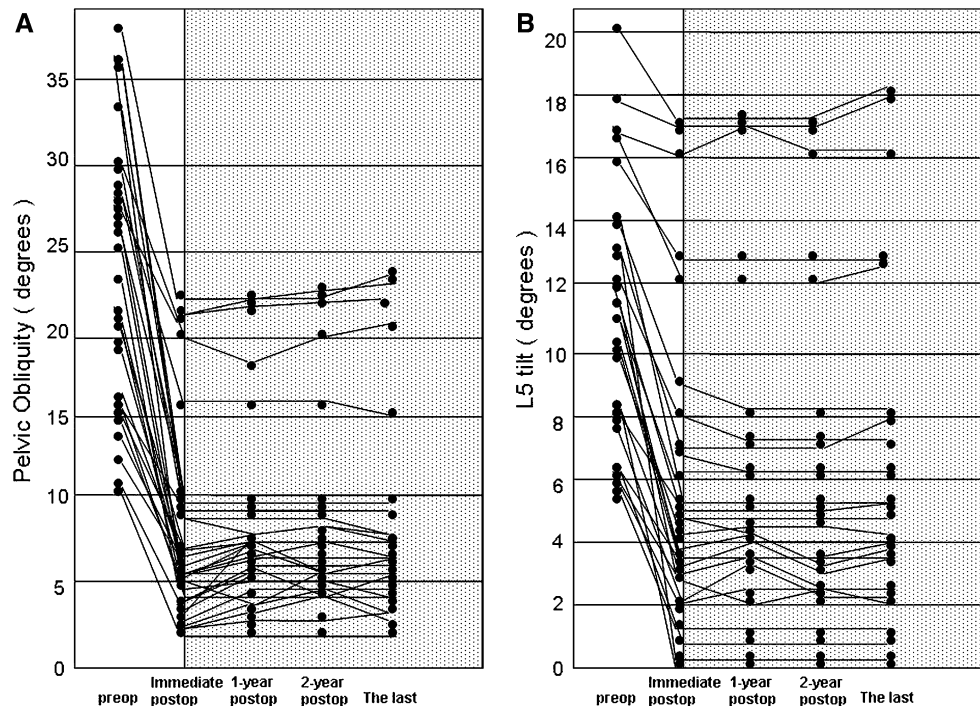 A
Pelvic Obliquity ( degrees )
35
30
25
20
15
10
5
0
preop
Immediate
postop
1-year
postop
2-year
postop
The last
B
L5 tilt ( degrees )
20
18
16
14
12
10
8
6
4
2
0
preop
Immediate
postop
1-year
postop
2-year
postop
The last